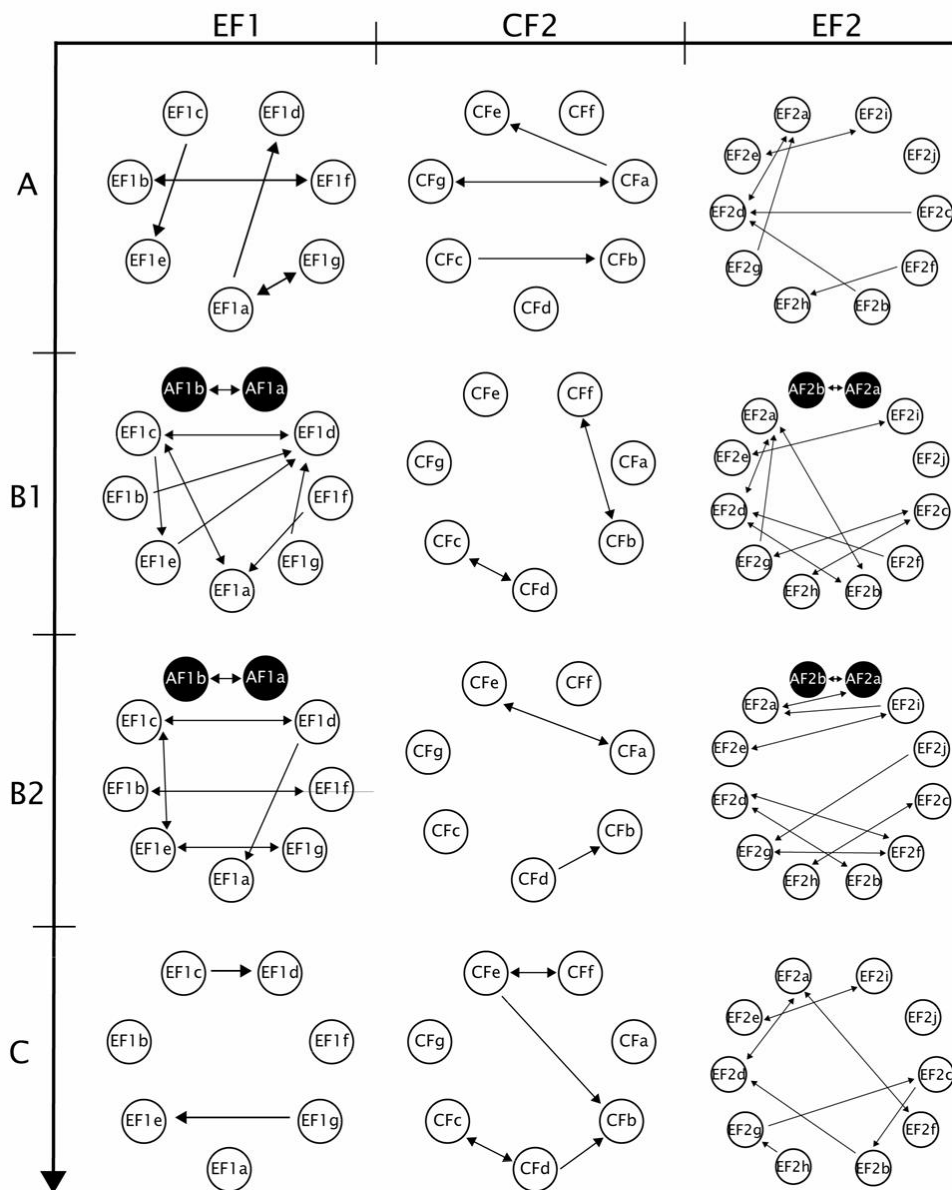 EF1 CF2 EF2
A
EF1c EF1d
EF1b EF1f
EF1e EF1g
EF1a
CFe CFf
CFg CFa
CFc CFb
CFd
EF2a EF2i
EF2e EF2j
EF2d EF2c
EF2g EF2f
EF2h EF2b
B1
AF1b AF1a
EF1c EF1d
EF1b EF1f
EF1e EF1g
EF1a
CFe CFf
CFg CFa
CFc CFb
CFd
AF2b AF2a
EF2a EF2i
EF2e EF2j
EF2d EF2c
EF2g EF2f
EF2h EF2b
B2
AF1b AF1a
EF1c EF1d
EF1b EF1f
EF1e EF1g
EF1a
CFe CFf
CFg CFa
CFc CFb
CFd
AF2b AF2a
EF2a EF2i
EF2e EF2j
EF2d EF2c
EF2g EF2f
EF2h EF2b
C
EF1c EF1d
EF1b EF1f
EF1e EF1g
EF1a
CFe CFf
CFg CFa
CFc CFb
CFd
EF2a EF2i
EF2e EF2j
EF2d EF2c
EF2g EF2f
EF2h EF2b